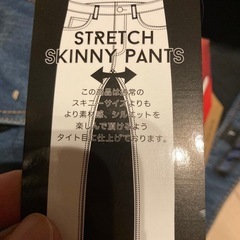 STRETCH
SKINNY PANTS
この商品は通常の
スキニーサイズよりも
より素材感、シルエットを
楽しんで頂けるよう
タイト目に仕上げております。